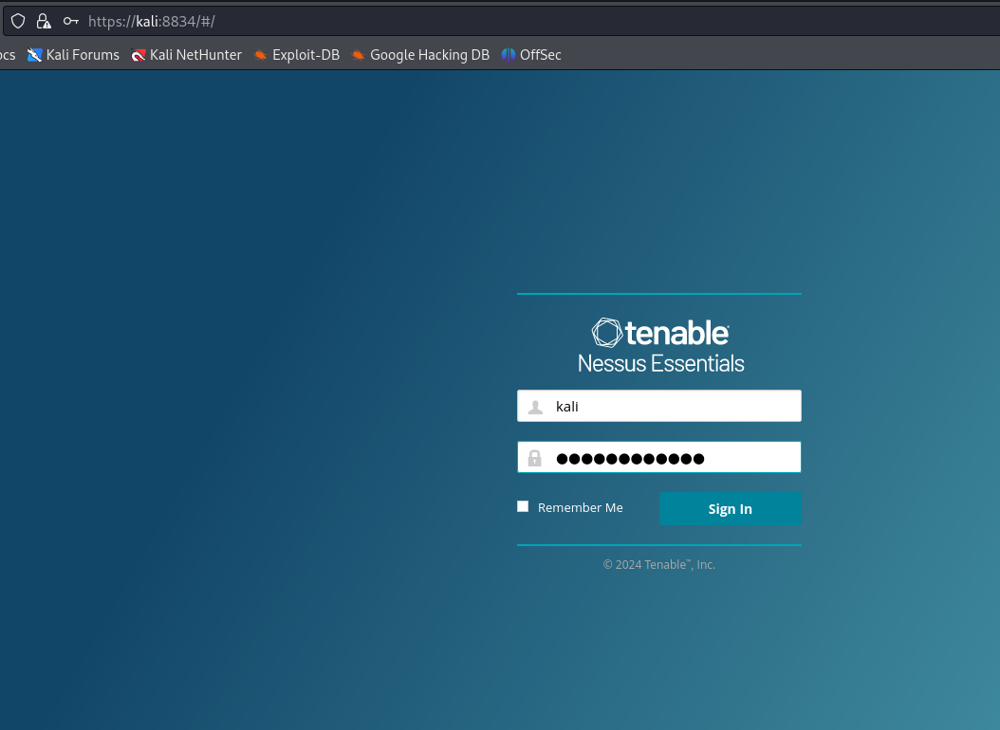 https://kali:8834/#/
ocs Kali Forums Kali NetHunter Exploit-DB Google Hacking DB OffSec
tenable
Nessus Essentials
kali
●●●●●●●●●●●●
Remember Me Sign In
© 2024 Tenable™, Inc.